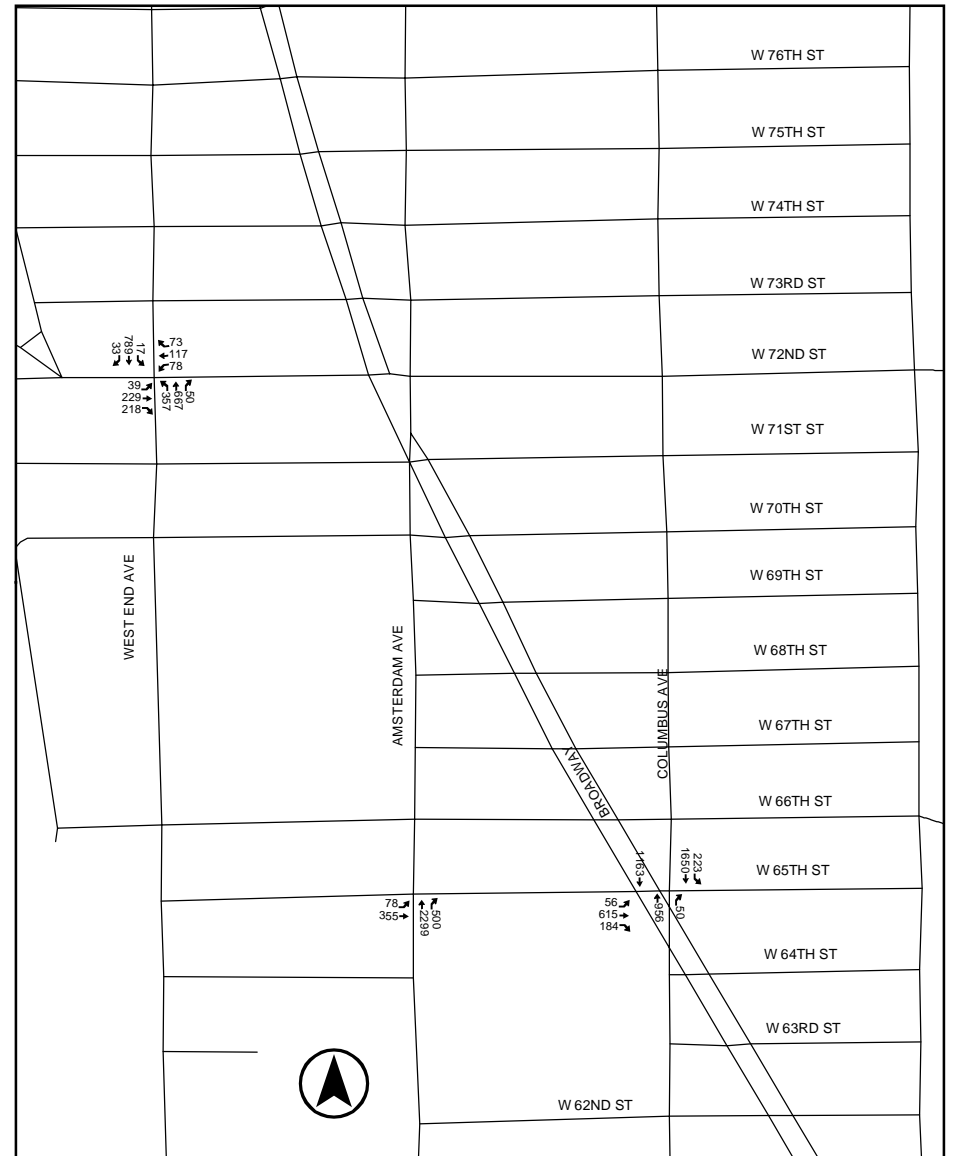 W 76TH ST
W 75TH ST
W 74TH ST
W 73RD ST
33
789
17
73
117
78
W 72ND ST
39
229
218
357
667
50
W 71ST ST
W 70TH ST
WEST END AVE
W 69TH ST
AMSTERDAM AVE
W 68TH ST
COLUMBUS AVE
W 67TH ST
BROADWAY
W 66TH ST
1163
1650
223
W 65TH ST
78
355
2299
500
56
615
184
956
50
W 64TH ST
W 63RD ST
W 62ND ST